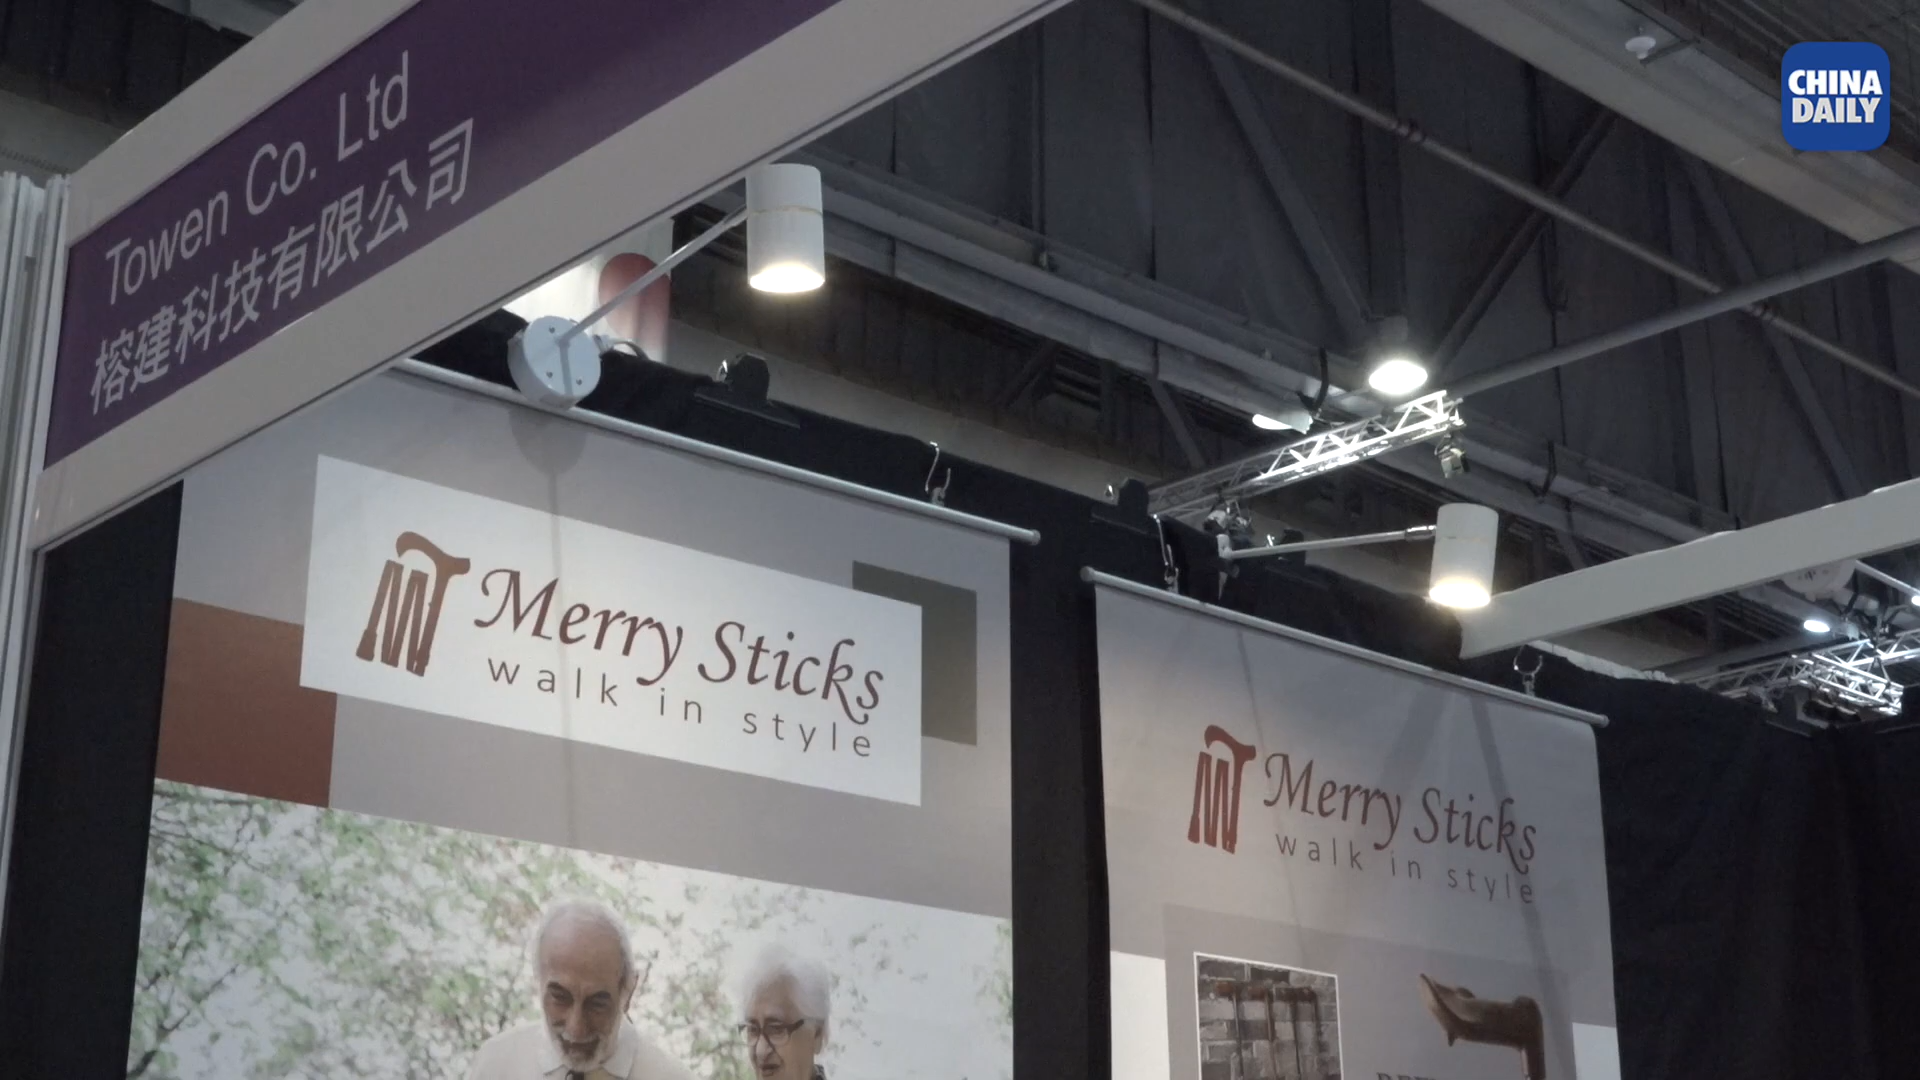 CHINA
DAILY
Towen Co. Ltd
榕建科技有限公司
Merry Sticks
walk in style
Merry Sticks
walk in style